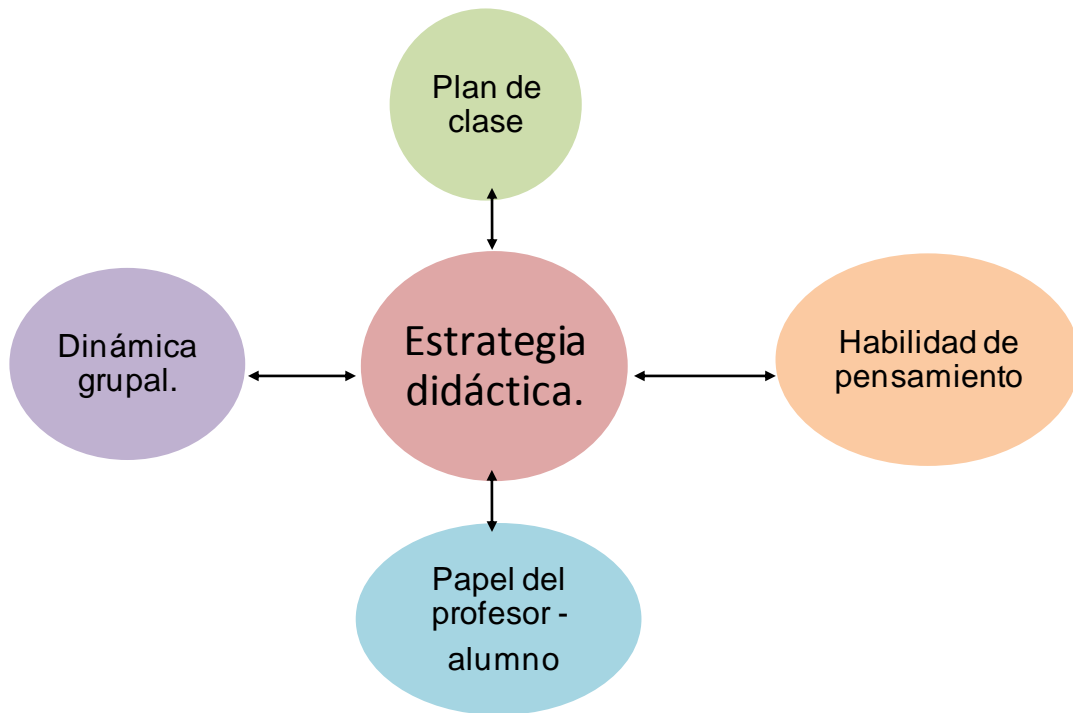 Plan de
clase
Dinámica
grupal.
Estrategia
didáctica.
Habilidad de
pensamiento
Papel del
profesor -
alumno